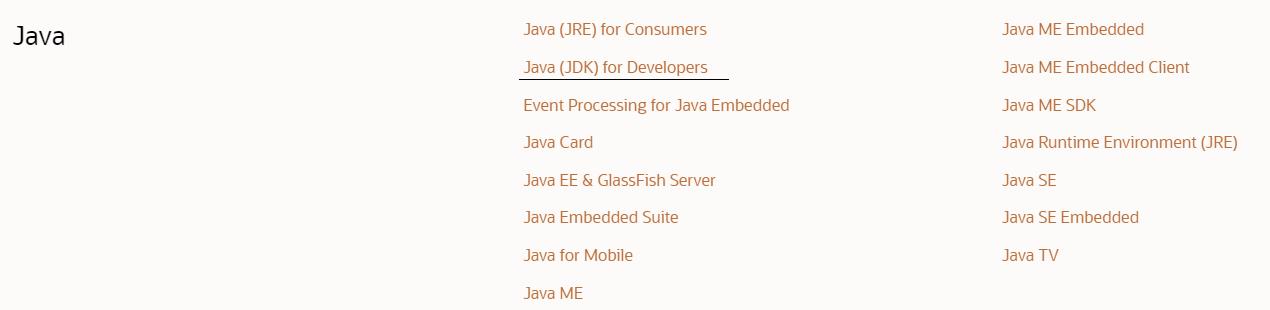 Java
Java (JRE) for Consumers
Java (JDK) for Developers
Event Processing for Java Embedded
Java Card
Java EE & GlassFish Server
Java Embedded Suite
Java for Mobile
Java ME
Java ME Embedded
Java ME Embedded Client
Java ME SDK
Java Runtime Environment (JRE)
Java SE
Java SE Embedded
Java TV